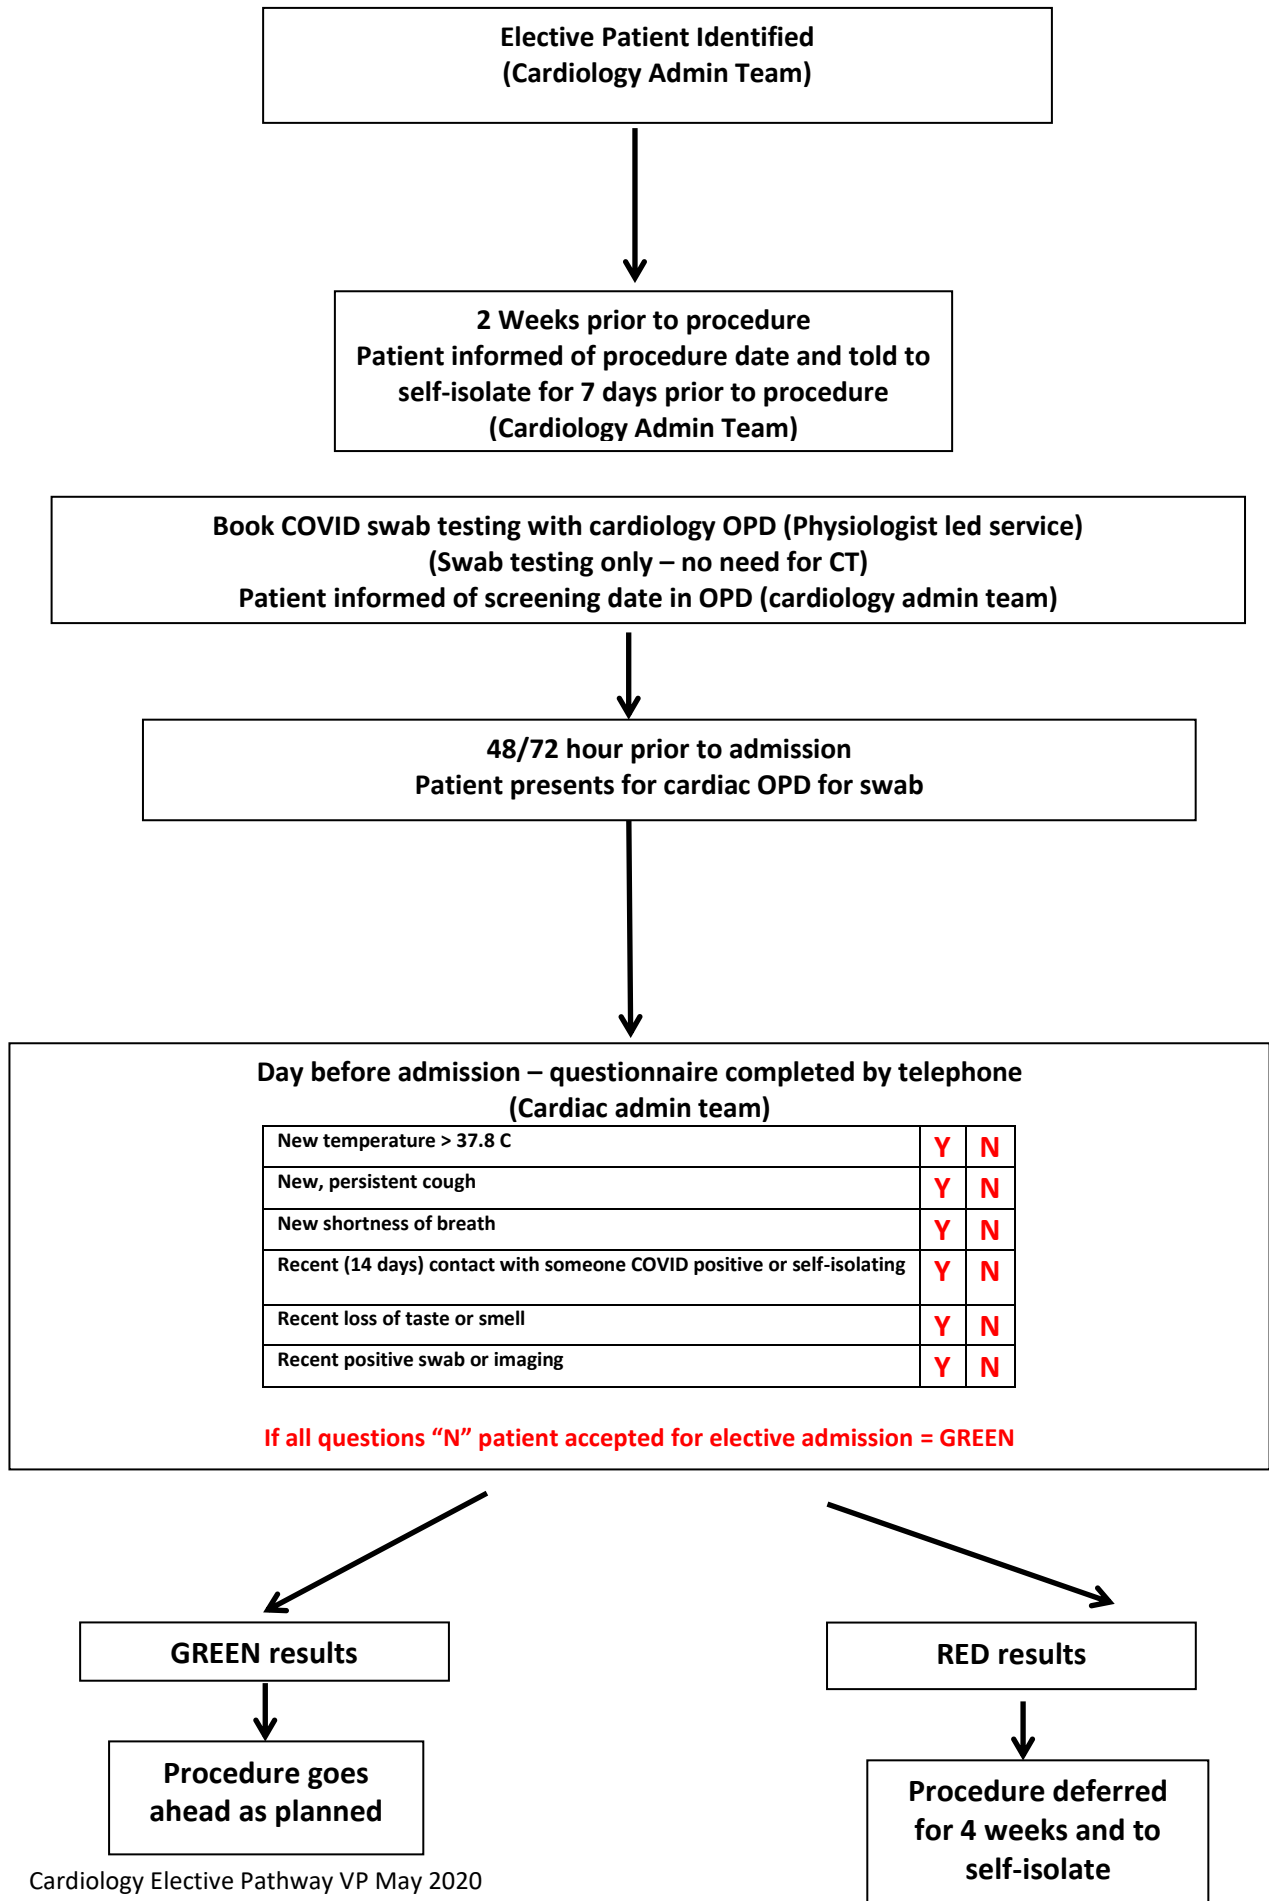 Elective Patient Identified
(Cardiology Admin Team)
2 Weeks prior to procedure
Patient informed of procedure date and told to
self-isolate for 7 days prior to procedure
(Cardiology Admin Team)
Book COVID swab testing with cardiology OPD (Physiologist led service)
(Swab testing only – no need for CT)
Patient informed of screening date in OPD (cardiology admin team)
48/72 hour prior to admission
Patient presents for cardiac OPD for swab
Day before admission – questionnaire completed by telephone
(Cardiac admin team)
New temperature > 37.8 C Y N
New, persistent cough Y N
New shortness of breath Y N
Recent (14 days) contact with someone COVID positive or self-isolating Y N
Recent loss of taste or smell Y N
Recent positive swab or imaging Y N
If all questions “N” patient accepted for elective admission = GREEN
GREEN results
RED results
Procedure goes
ahead as planned
Procedure deferred
for 4 weeks and to
self-isolate
Cardiology Elective Pathway VP May 2020